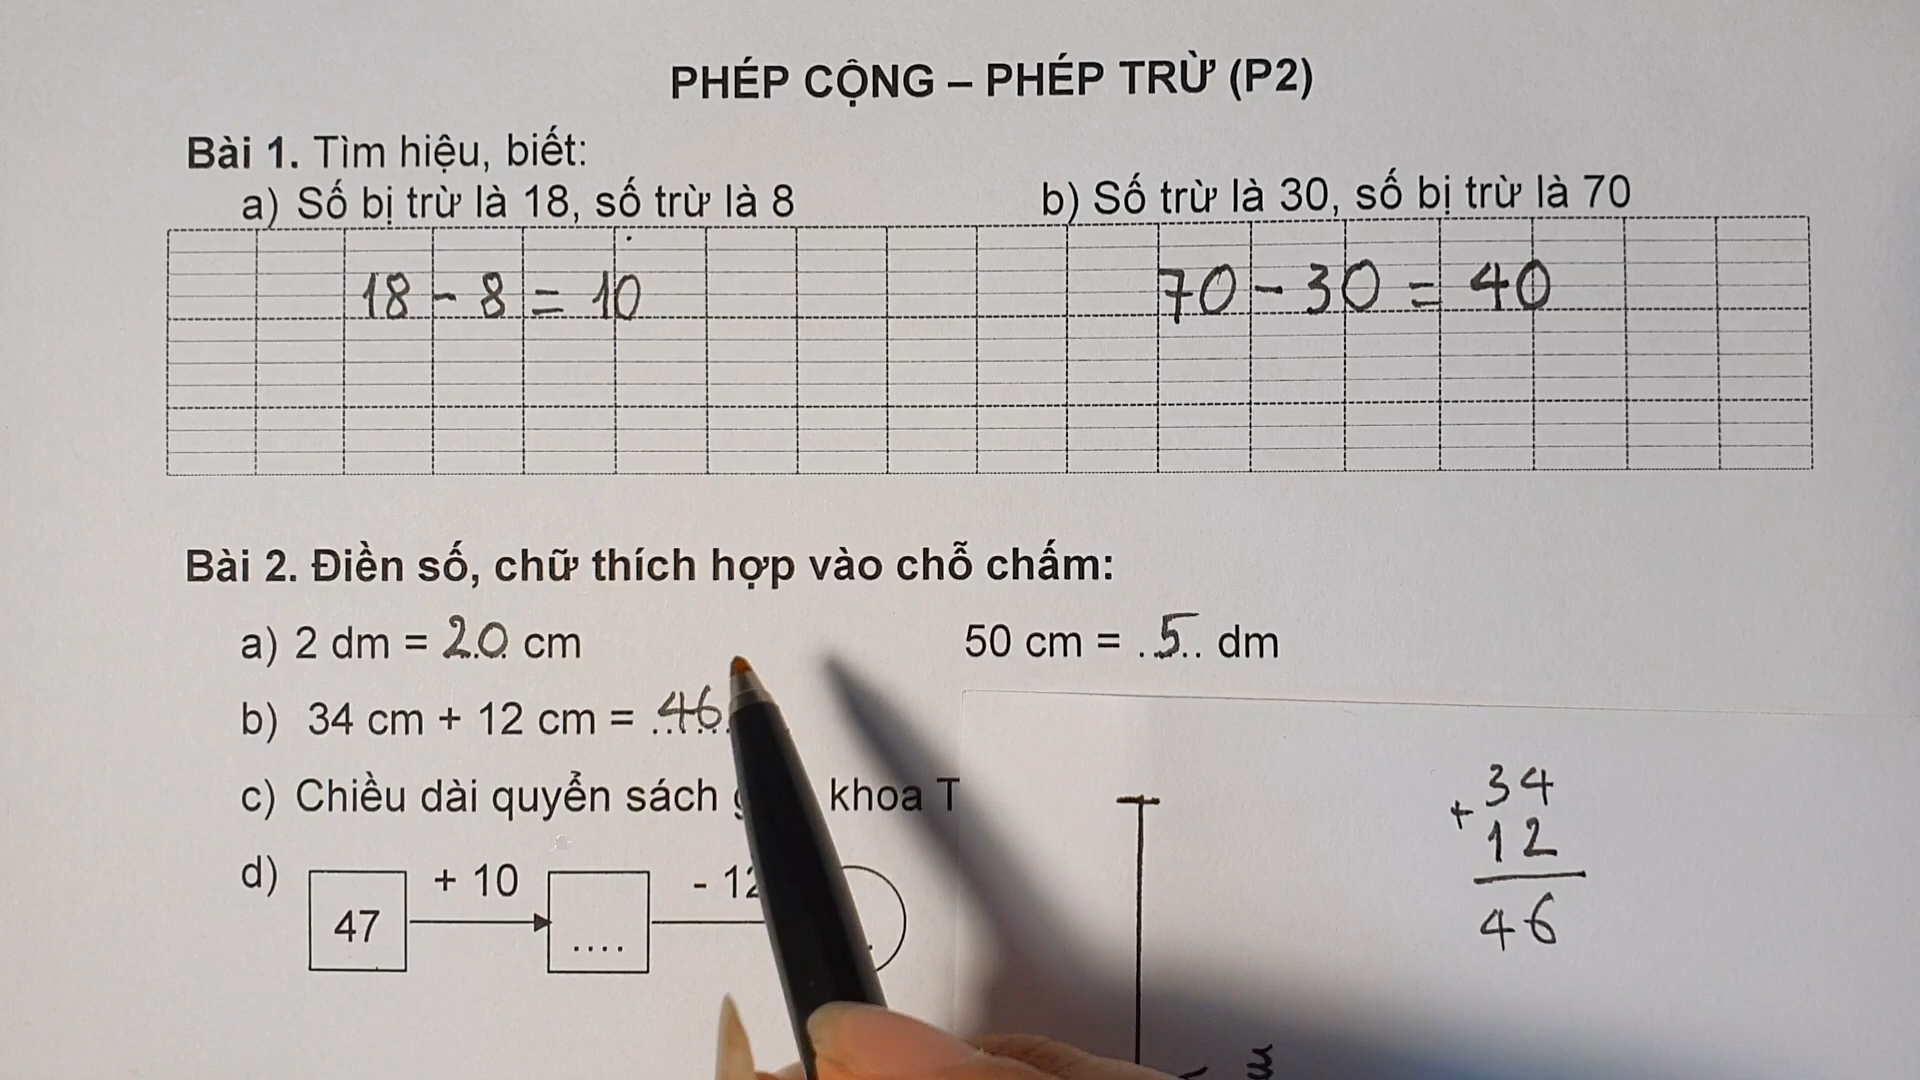 PHÉP CỘNG – PHÉP TRỪ (P2)
Bài 1. Tìm hiệu, biết:
a) Số bị trừ là 18, số trừ là 8
b) Số trừ là 30, số bị trừ là 70
18 - 8 = 10
70 - 30 = 40
Bài 2. Điền số, chữ thích hợp vào chỗ chấm:
a) 2 dm = 20 cm
50 cm = ..5.. dm
b) 34 cm + 12 cm = ..46
c) Chiều dài quyển sách khoa T
d) 47 + 10 .... - 12
34
+
12
46